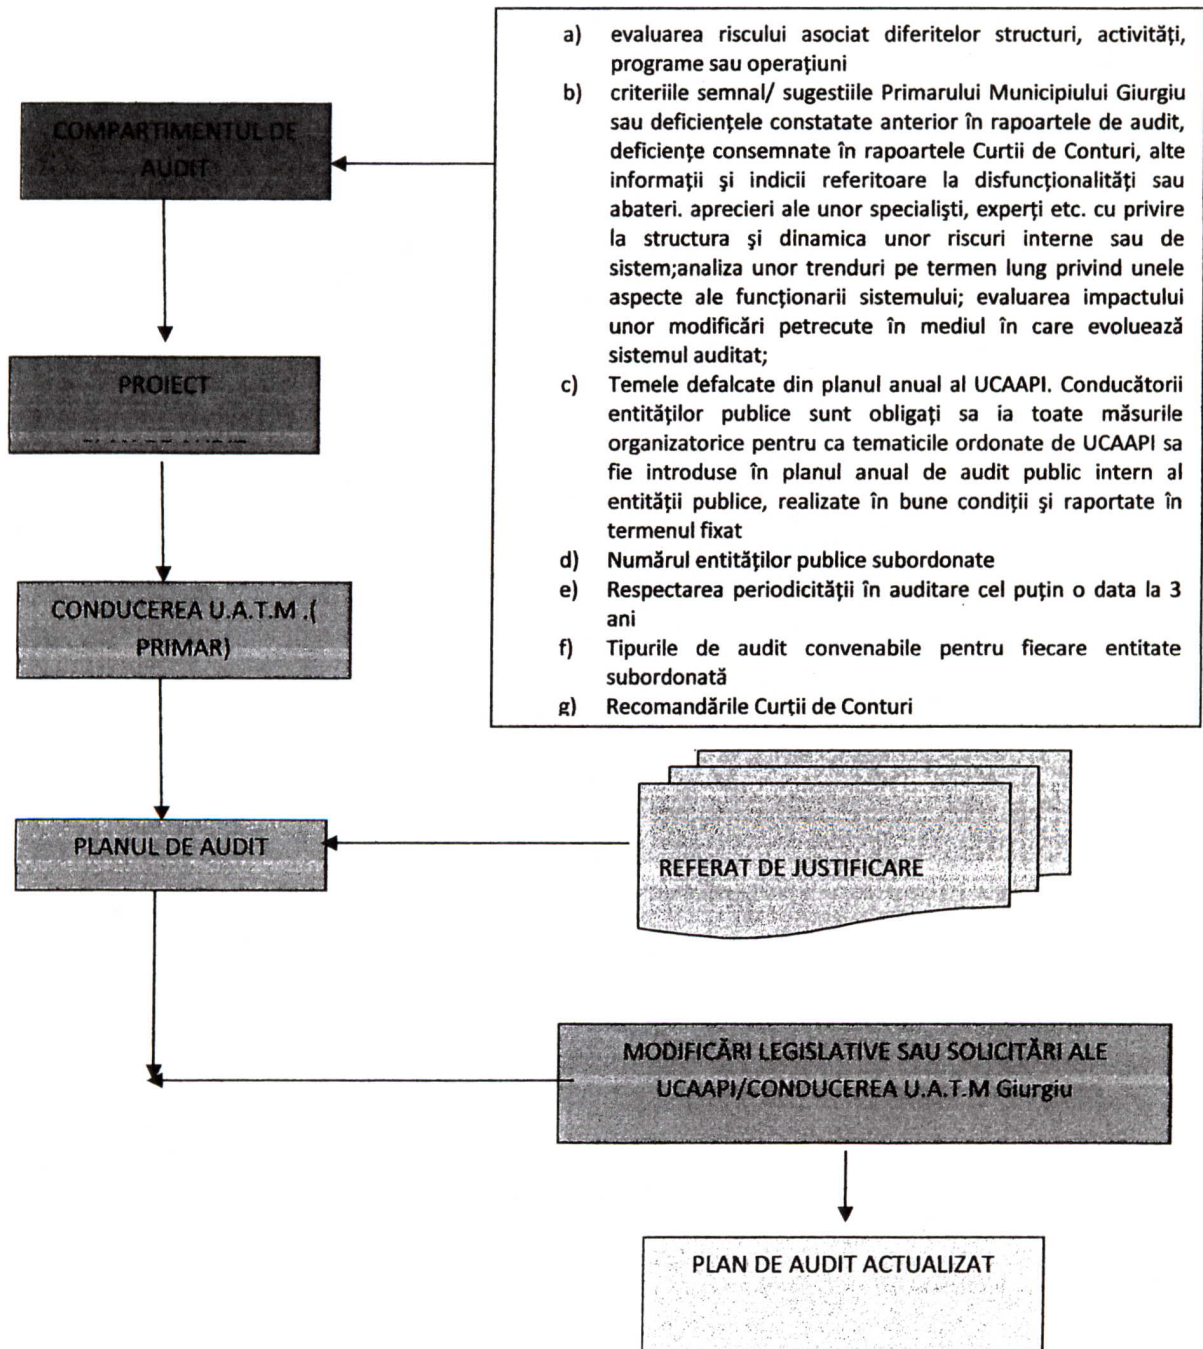 a) evaluarea riscului asociat diferitelor structuri, activități,
programe sau operațiuni
b) criteriile semnal/ sugestiile Primarului Municipiului Giurgiu
sau deficiențele constatate anterior în rapoartele de audit,
deficiențe consemnate în rapoartele Curtii de Conturi, alte
informații și indicii referitoare la disfuncționalități sau
abateri. aprecieri ale unor specialiști, experți etc. cu privire
la structura și dinamica unor riscuri interne sau de
sistem;analiza unor trenduri pe termen lung privind unele
aspecte ale funcționarii sistemului; evaluarea impactului
unor modificări petrecute în mediul în care evoluează
sistemul auditat;
c) Temele defalcate din planul anual al UCAAPI. Conducătorii
entităților publice sunt obligați sa ia toate măsurile
organizatorice pentru ca tematicile ordonate de UCAAPI sa
fie introduse în planul anual de audit public intern al
entității publice, realizate în bune condiții și raportate în
termenul fixat
d) Numărul entităților publice subordonate
e) Respectarea periodicității în auditare cel puțin o data la 3
ani
f) Tipurile de audit convenabile pentru fiecare entitate
subordonată
g) Recomandările Curții de Conturi
COMPARTIMENTUL DE
AUDIT
PROIECT
PLAN DE AUDIT
CONDUCEREA U.A.T.M .(
PRIMAR)
PLANUL DE AUDIT
REFERAT DE JUSTIFICARE
MODIFICĂRI LEGISLATIVE SAU SOLICITĂRI ALE
UCAAPI/CONDUCEREA U.A.T.M Giurgiu
PLAN DE AUDIT ACTUALIZAT